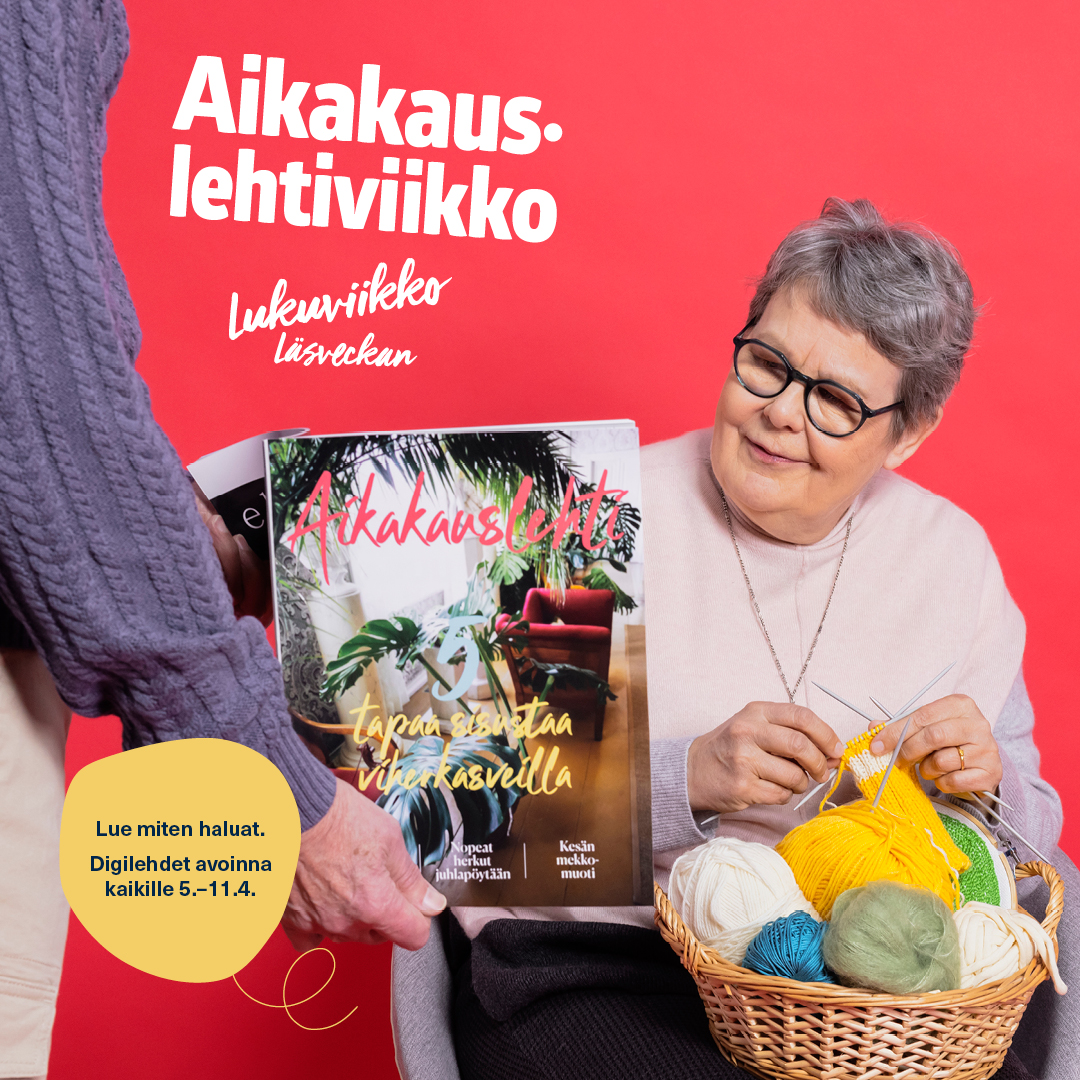 Aikakaus-
lehtiviikko
Lukuviikko
Läsveckan
Aikakauslehti
5
tapaa sisustaa
viherkasveilla
Nopeat
herkut
juhlapöytään
Kesän
mekko-
muoti
Lue miten haluat.
Digilehdet avoinna
kaikille 5.–11.4.